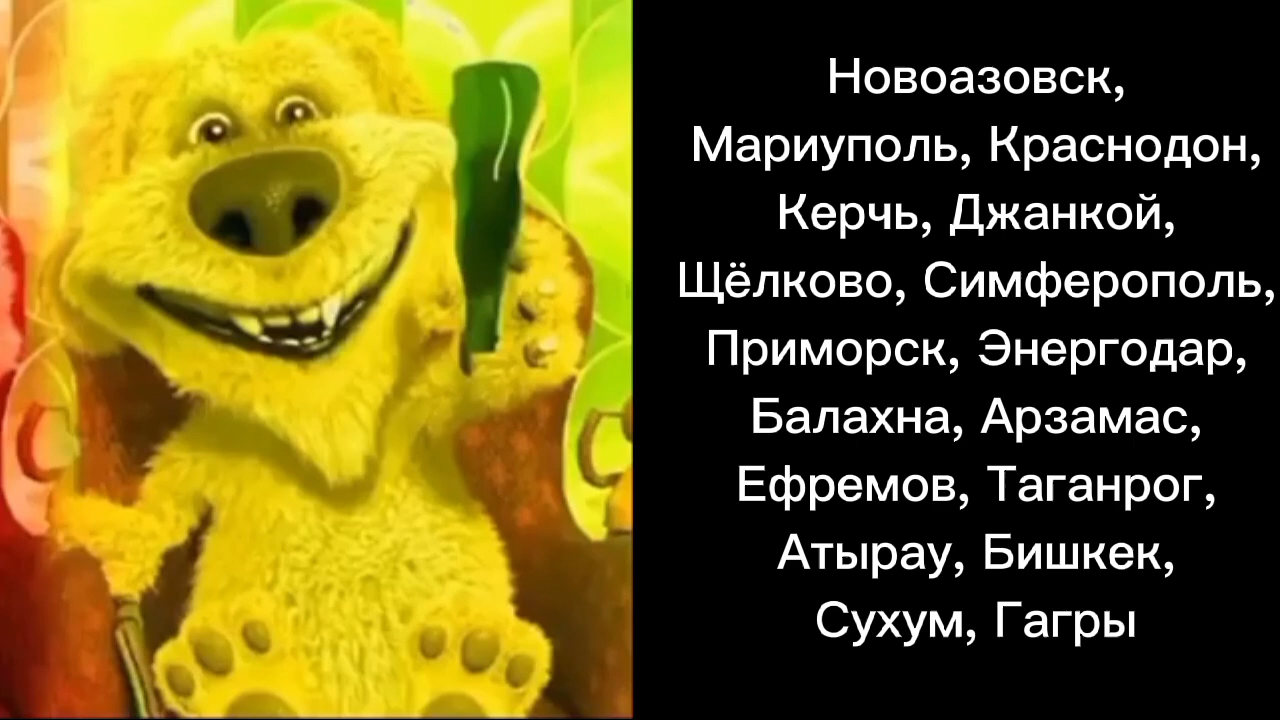 Новоазовск,
Мариуполь, Краснодон,
Керчь, Джанкой,
Щёлково, Симферополь,
Приморск, Энергодар,
Балахна, Арзамас,
Ефремов, Таганрог,
Атырау, Бишкек,
Сухум, Гагры